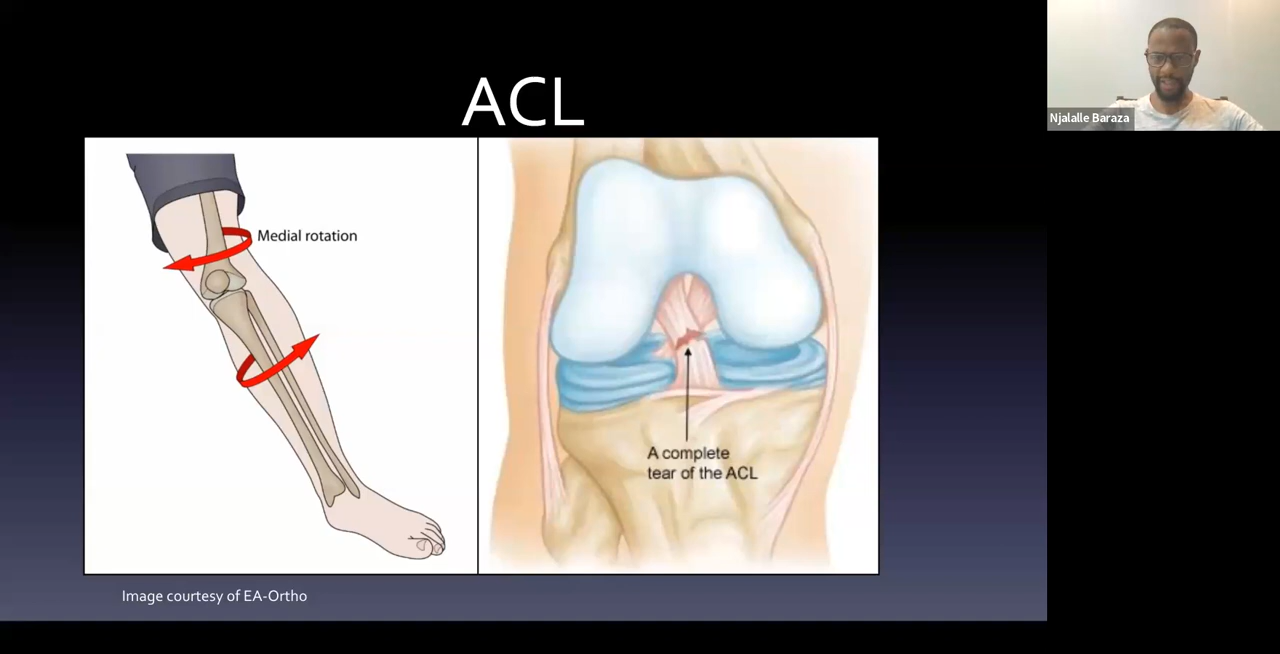 ACL
Njalalle Baraza
Medial rotation
A complete
tear of the ACL
Image courtesy of EA-Ortho